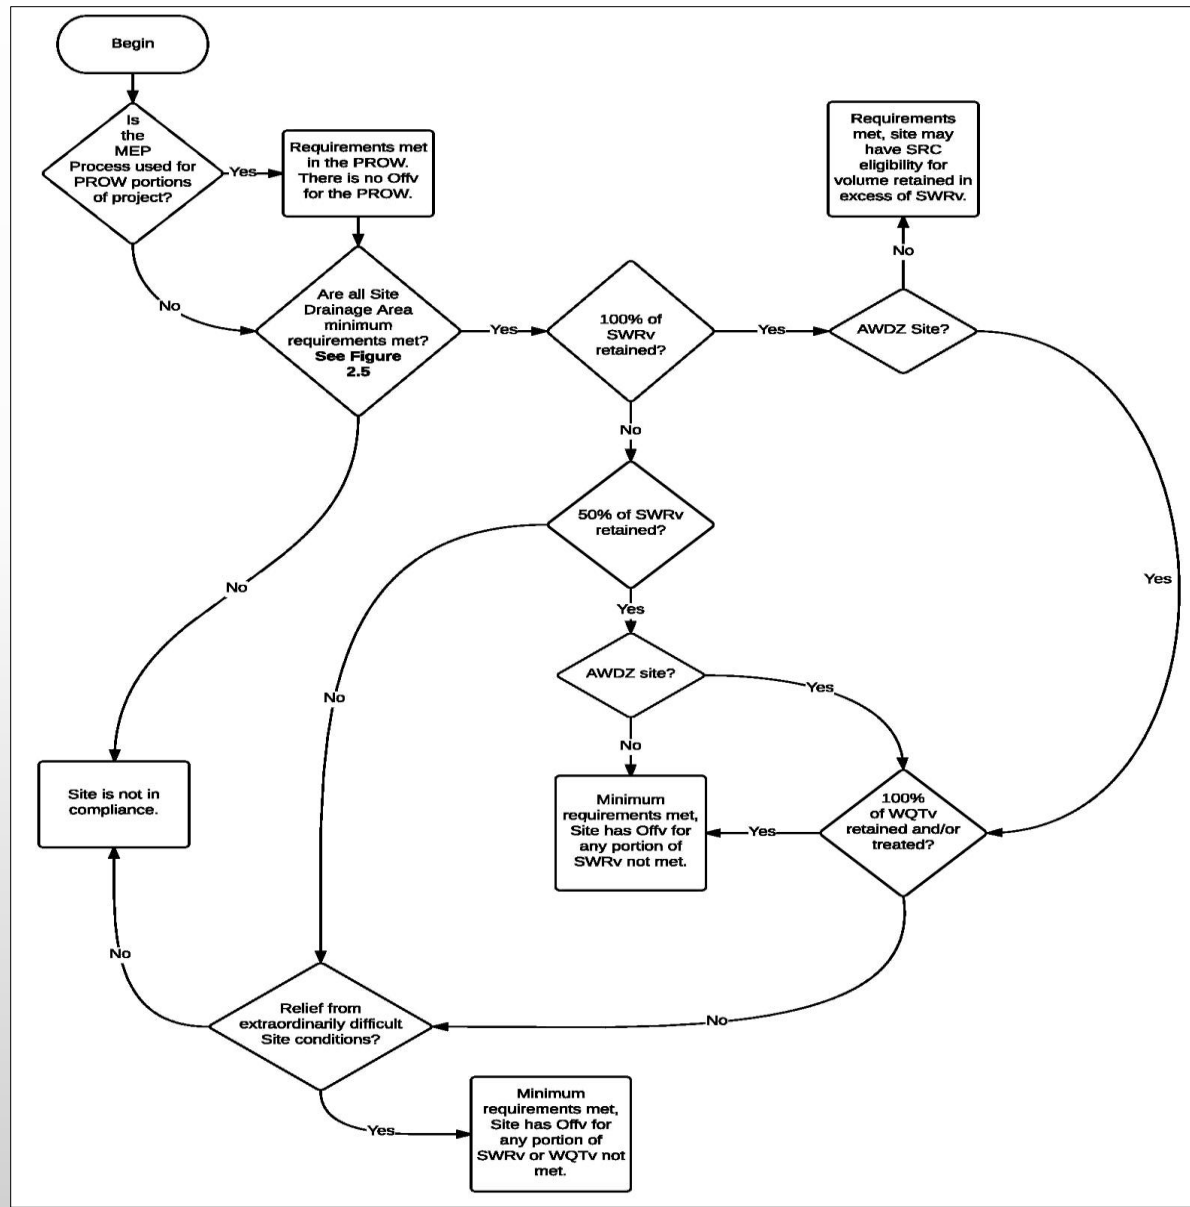 Begin
Is
the
MEP
Process used for
PROW portions
of project?
Yes
Requirements met
in the PROW.
There is no Offv
for the PROW.
No
Are all Site
Drainage Area
minimum
requirements met?
See Figure
2.5
Yes
100% of
SWRv
retained?
Yes
AWDZ Site?
No
Requirements
met, site may
have SRC
eligibility for
volume retained in
excess of SWRv.
Yes
No
50% of SWRv
retained?
No
Yes
AWDZ site?
Yes
No
Minimum
requirements met,
Site has Offv for
any portion of
SWRv not met.
Yes
100%
of WQTv
retained and/or
treated?
No
No
Site is not in
compliance.
No
Relief from
extraordinarily difficult
Site conditions?
Yes
Minimum
requirements met,
Site has Offv for
any portion of
SWRv or WQTv not
met.